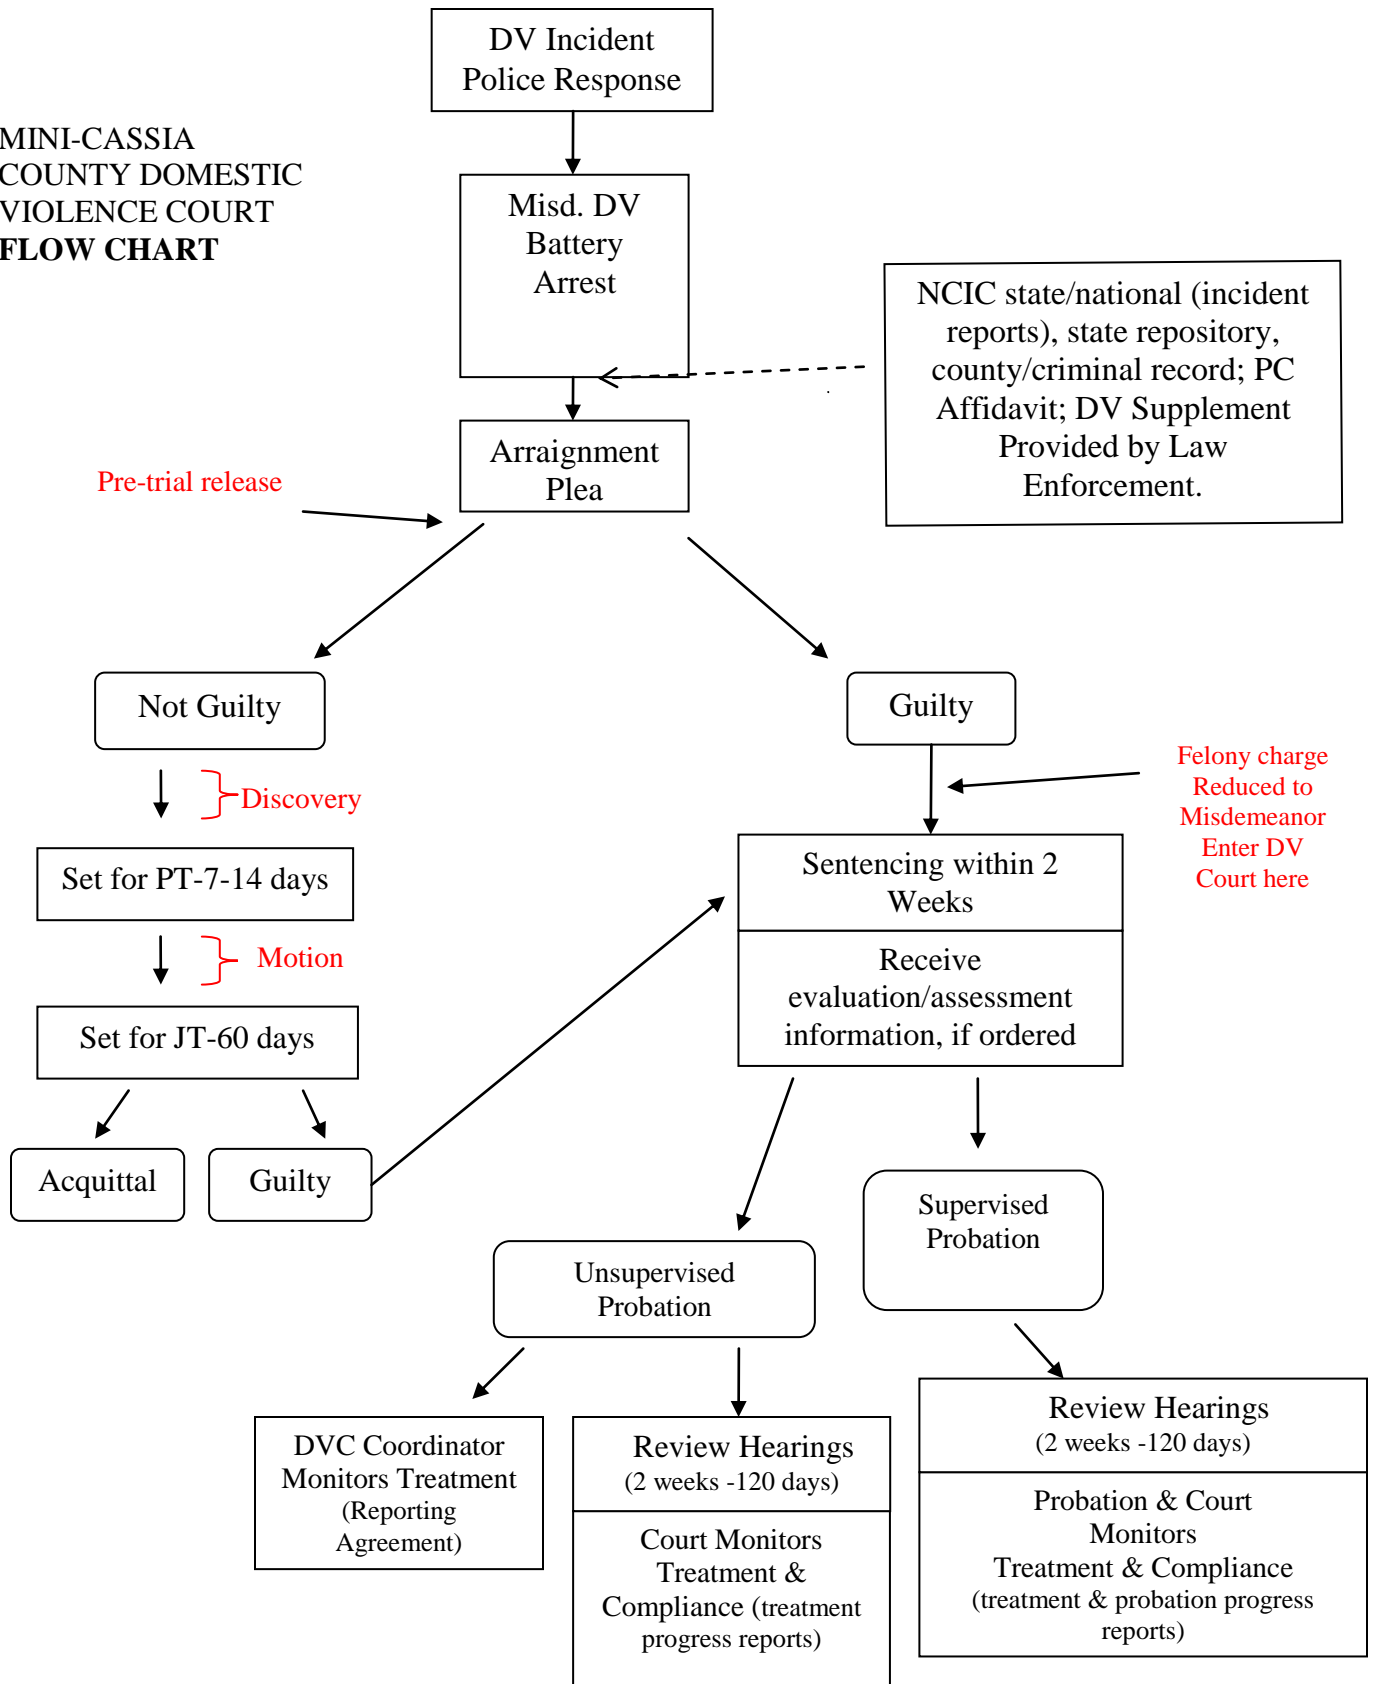 DV Incident
Police Response
MINI-CASSIA
COUNTY DOMESTIC
VIOLENCE COURT
FLOW CHART
Misd. DV
Battery
Arrest
NCIC state/national (incident
reports), state repository,
county/criminal record; PC
Affidavit; DV Supplement
Provided by Law
Enforcement.
Arraignment
Plea
Pre-trial release
Not Guilty
Guilty
Felony charge
Reduced to
Misdemeanor
Enter DV
Court here
Discovery
Set for PT-7-14 days
Sentencing within 2
Weeks
Motion
Receive
evaluation/assessment
information, if ordered
Set for JT-60 days
Acquittal
Guilty
Supervised
Probation
Unsupervised
Probation
DVC Coordinator
Monitors Treatment
(Reporting
Agreement)
Review Hearings
(2 weeks -120 days)
Court Monitors
Treatment &
Compliance (treatment
progress reports)
Review Hearings
(2 weeks -120 days)
Probation & Court
Monitors
Treatment & Compliance
(treatment & probation progress
reports)